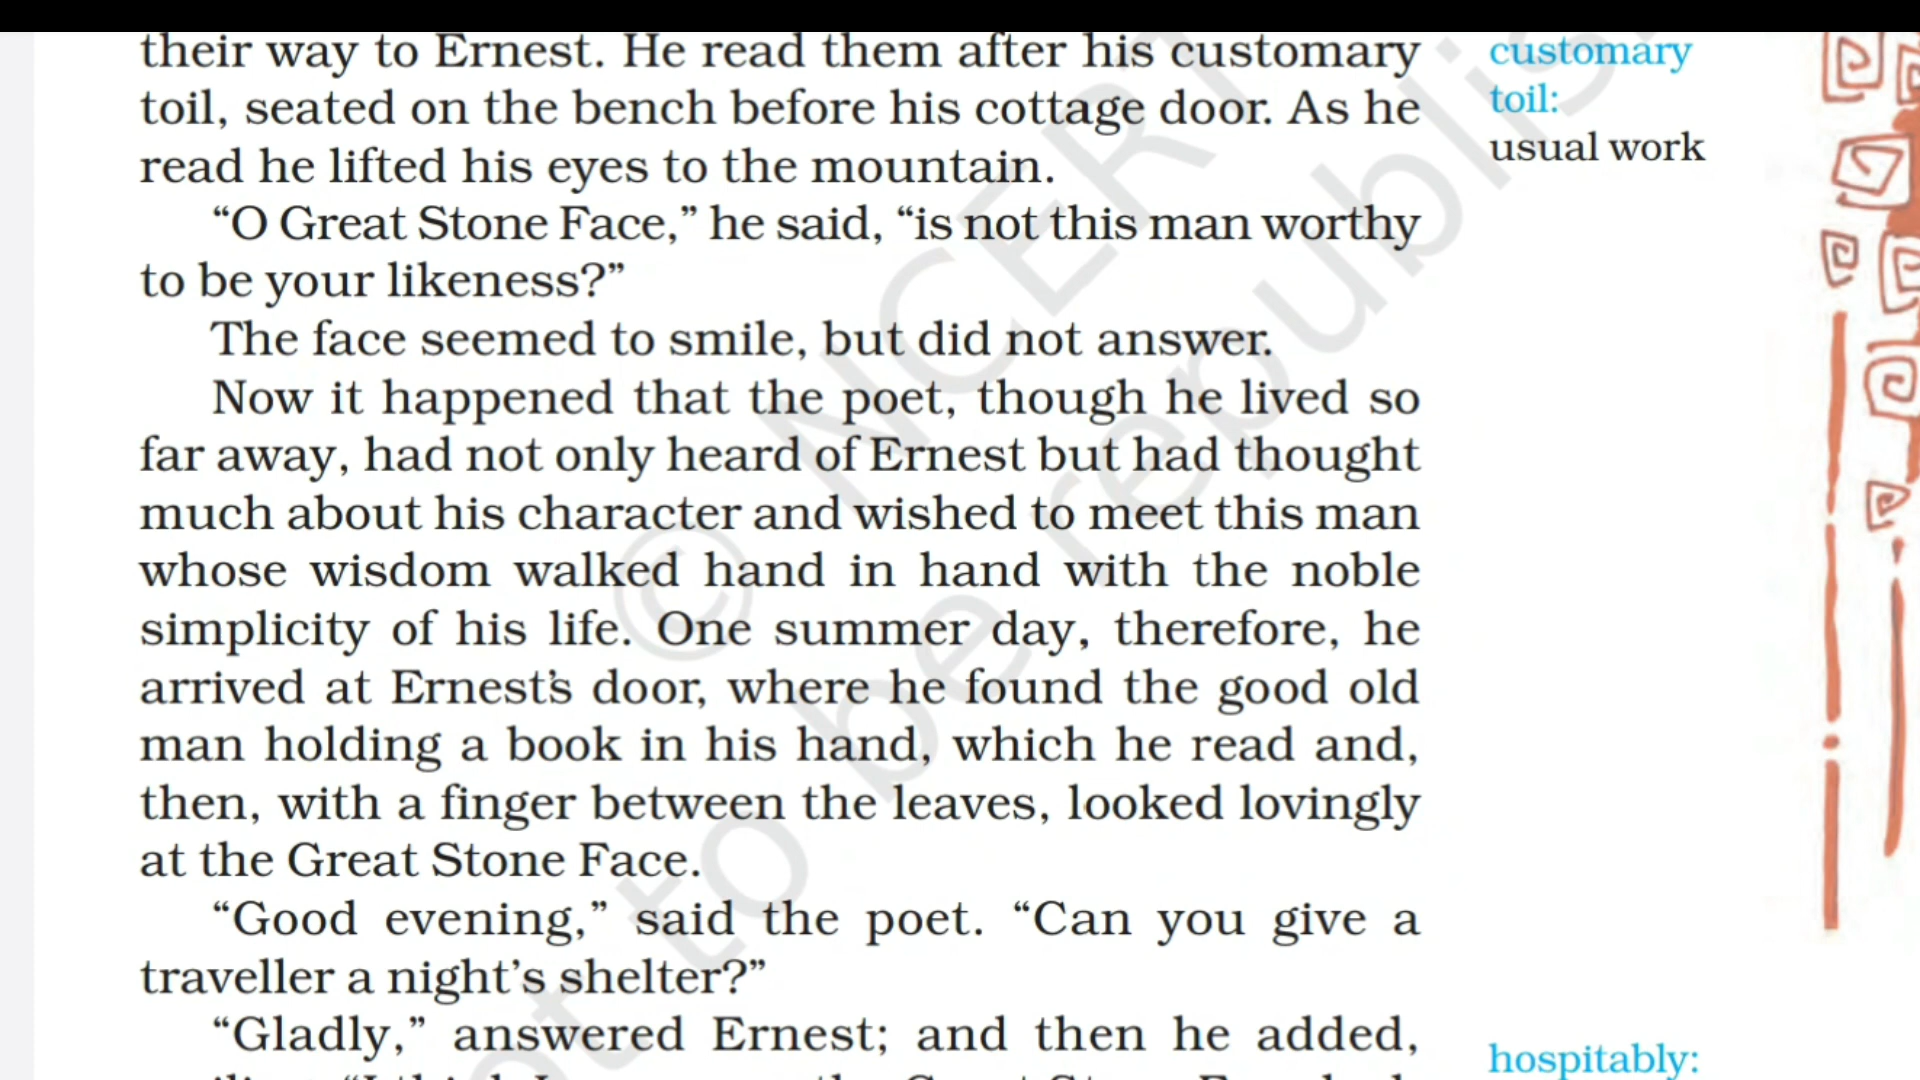 their way to Ernest. He read them after his customary
toil, seated on the bench before his cottage door. As he
read he lifted his eyes to the mountain.
“O Great Stone Face,” he said, “is not this man worthy
to be your likeness?”
The face seemed to smile, but did not answer.
Now it happened that the poet, though he lived so
far away, had not only heard of Ernest but had thought
much about his character and wished to meet this man
whose wisdom walked hand in hand with the noble
simplicity of his life. One summer day, therefore, he
arrived at Ernest’s door, where he found the good old
man holding a book in his hand, which he read and,
then, with a finger between the leaves, looked lovingly
at the Great Stone Face.
“Good evening,” said the poet. “Can you give a
traveller a night’s shelter?”
“Gladly,” answered Ernest; and then he added,
customary
toil:
usual work
hospitably:
© NCERT
to be republis